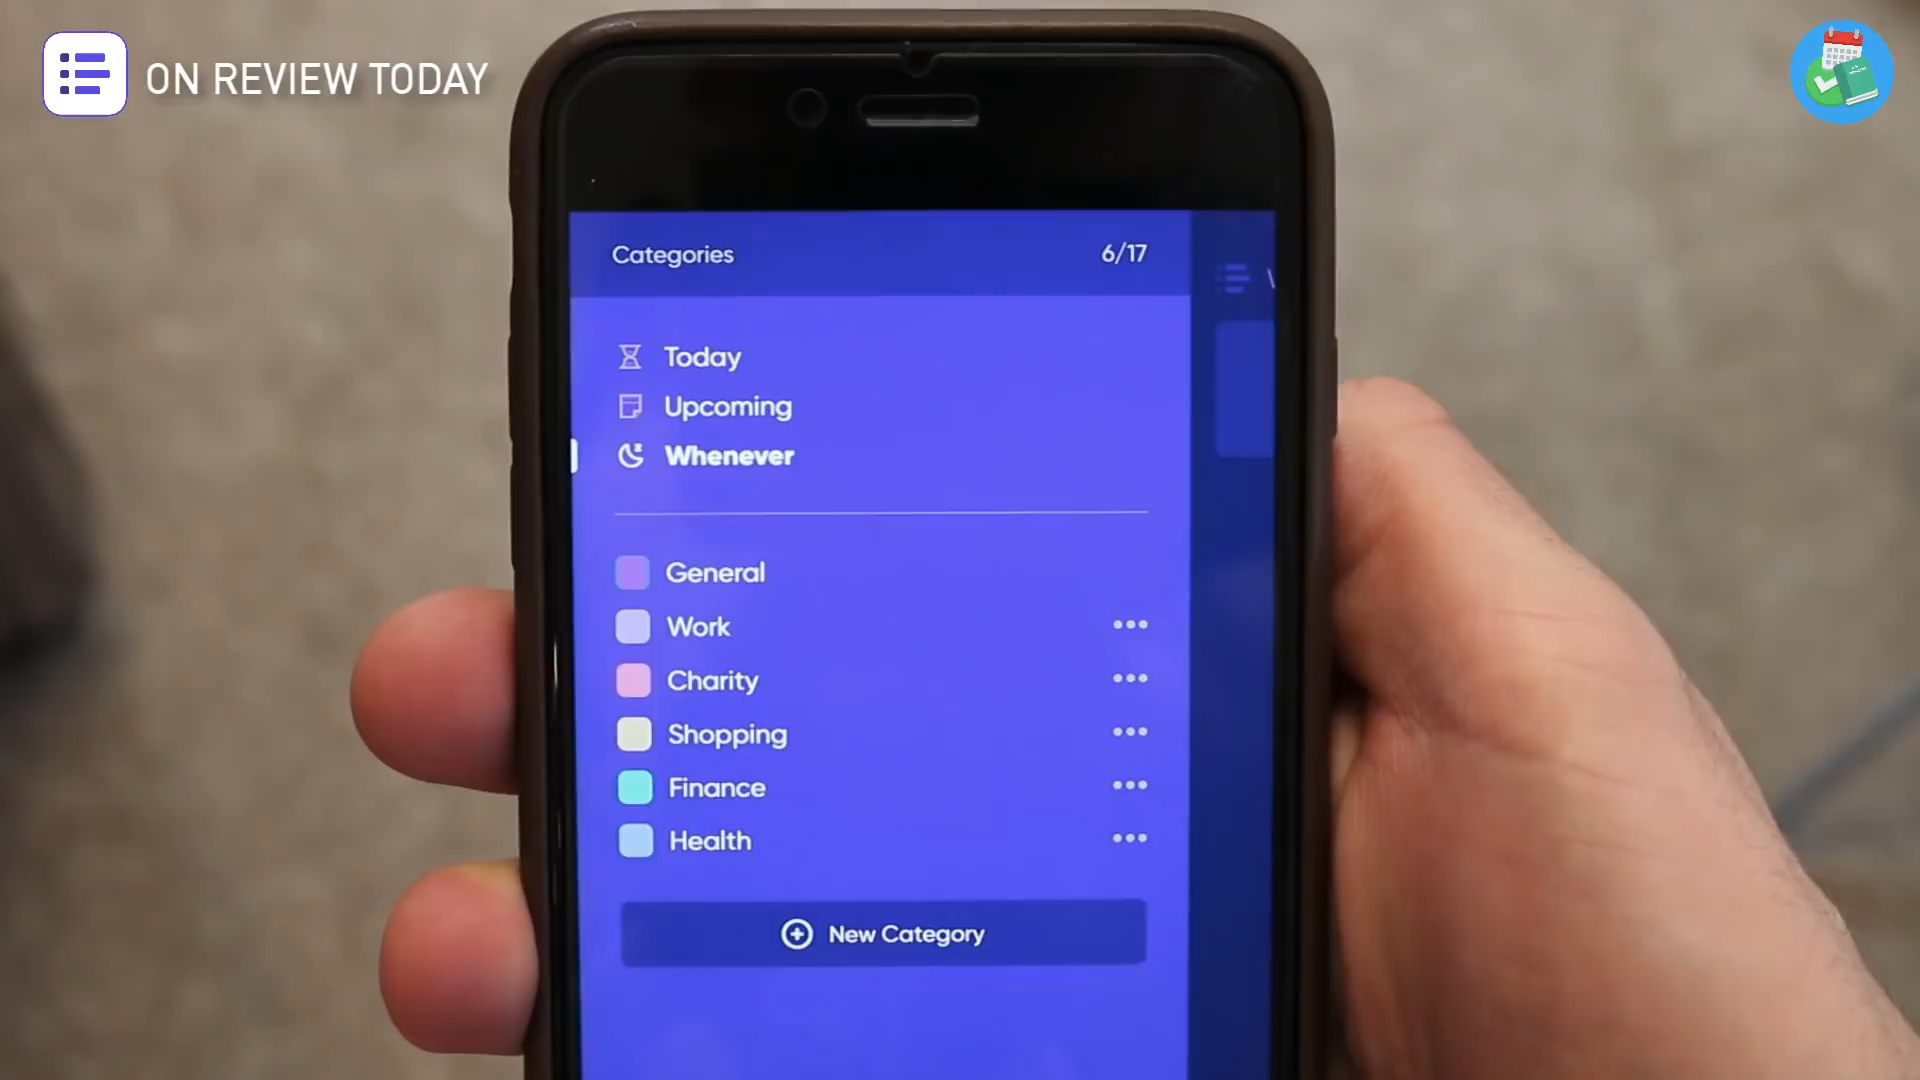 ON REVIEW TODAY
Categories 6/17
Today
Upcoming
Whenever
General
Work
Charity
Shopping
Finance
Health
New Category